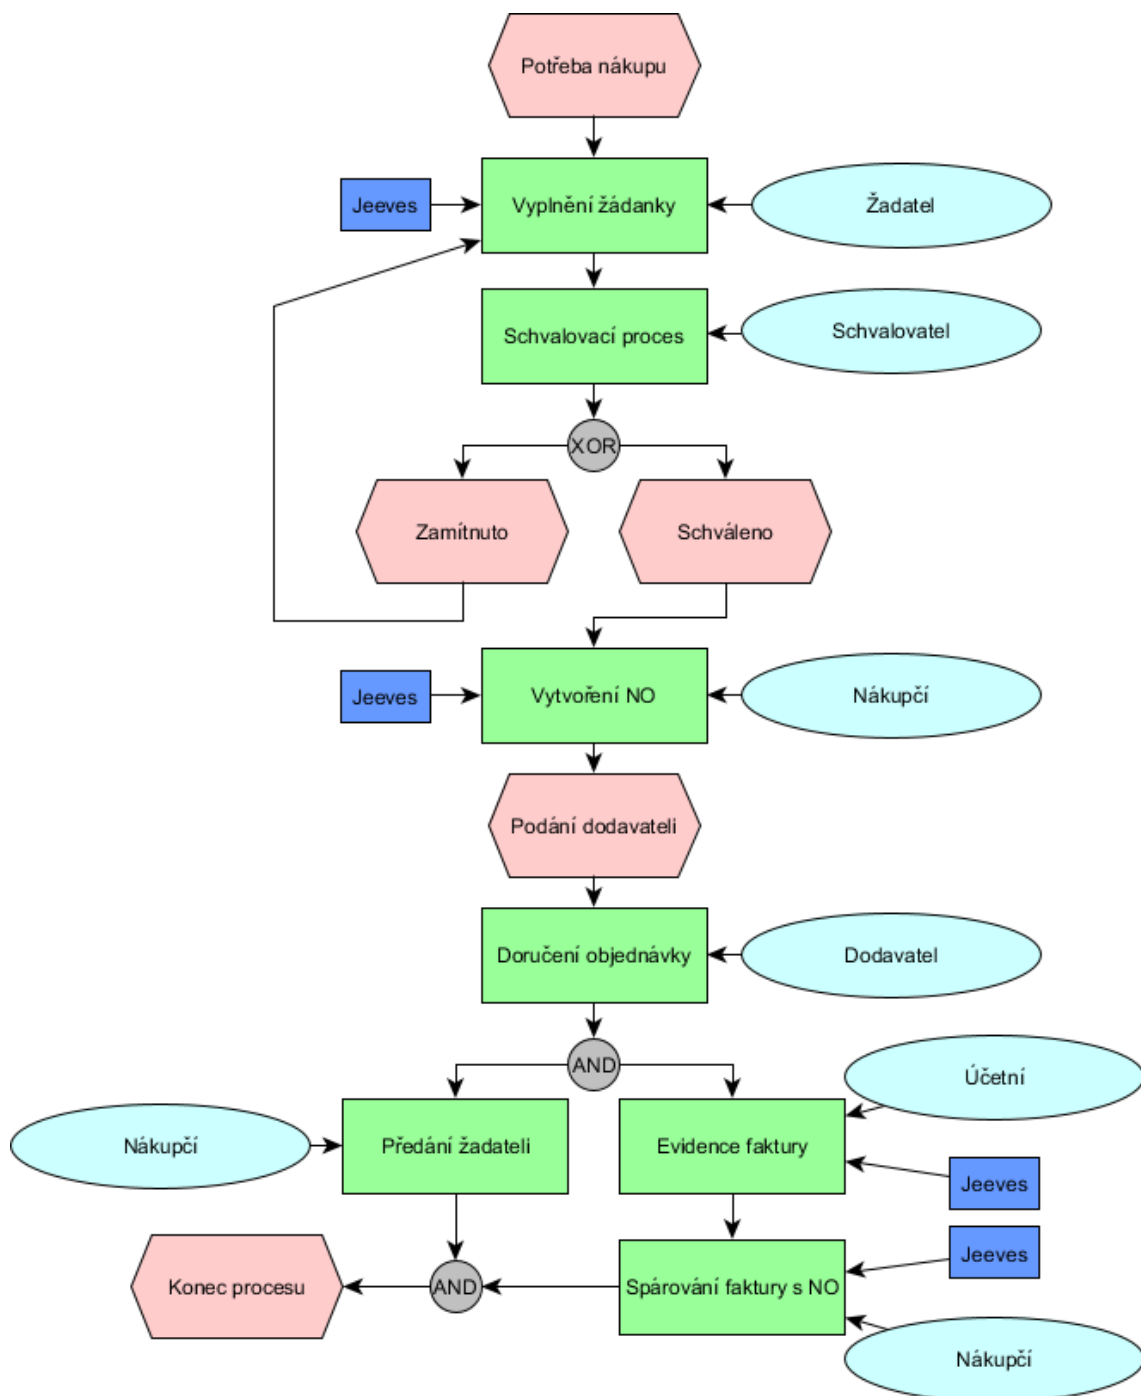 Potřeba nákupu
Jeeves
Vyplnění žádanky
Žadatel
Schvalovací proces
Schvalovatel
XOR
Zamítnuto
Schváleno
Jeeves
Vytvoření NO
Nákupčí
Podání dodavateli
Doručení objednávky
Dodavatel
AND
Účetní
Nákupčí
Předání žadateli
Evidence faktury
Jeeves
Jeeves
Konec procesu
AND
Spárování faktury s NO
Nákupčí